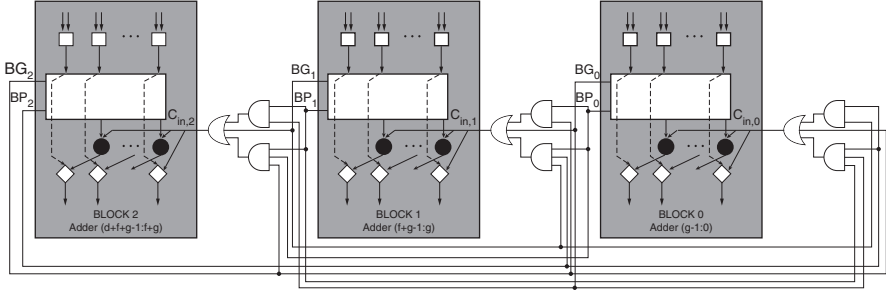 BG2
BP2
Cin,2
BLOCK 2
Adder (d+f+g-1:f+g)
BG1
BP1
Cin,1
BLOCK 1
Adder (f+g-1:g)
BG0
BP0
Cin,0
BLOCK 0
Adder (g-1:0)